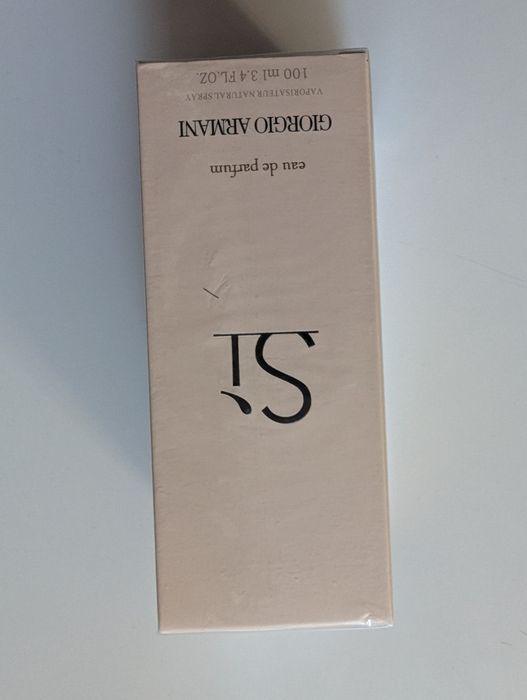 Sì
eau de parfum
GIORGIO ARMANI
VAPORISATEUR NATURAL SPRAY
100 ml 3.4 FL.OZ.